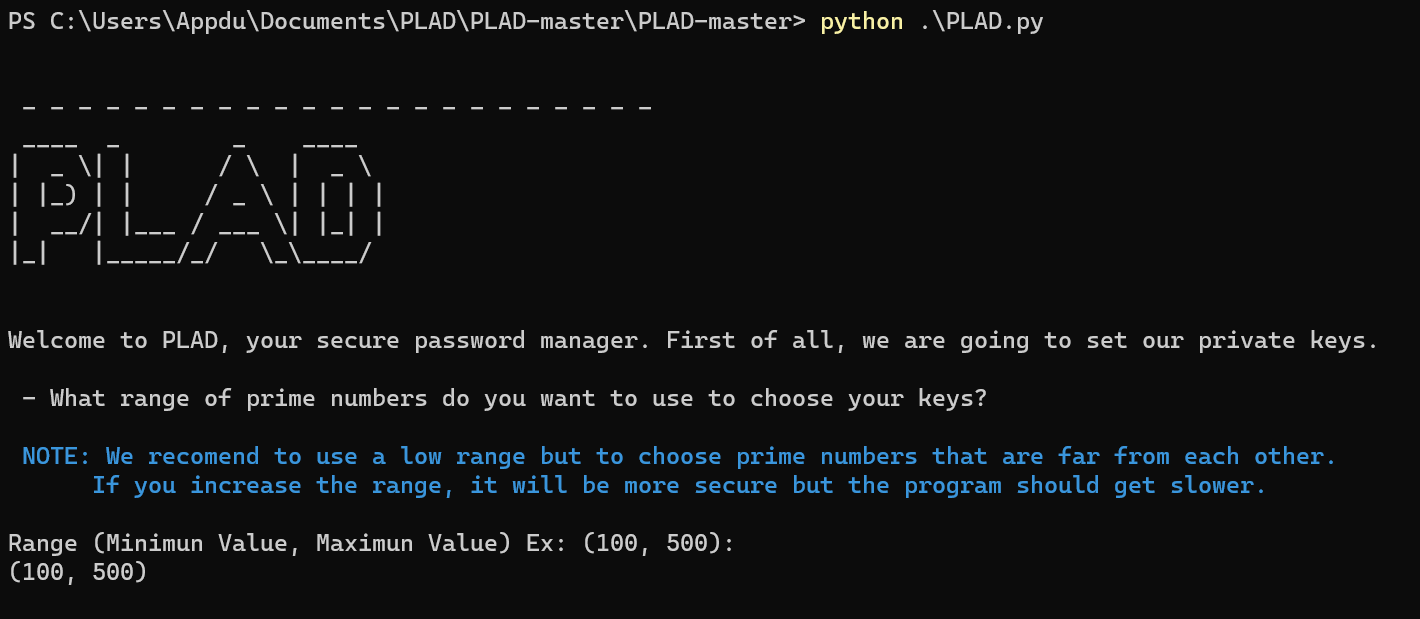 PS C:\Users\Appdu\Documents\PLAD\PLAD-master\PLAD-master> python .\PLAD.py
- - - - - - - - - - - - - - - - - - - - - - -
 ____  _        _    ____
|  _ \| |      / \  |  _ \
| |_) | |     / _ \ | | | |
|  __/| |___ / ___ \| |_| |
|_|   |_____/_/   \_\____/
Welcome to PLAD, your secure password manager. First of all, we are going to set our private keys.
- What range of prime numbers do you want to use to choose your keys?
NOTE: We recomend to use a low range but to choose prime numbers that are far from each other.
If you increase the range, it will be more secure but the program should get slower.
Range (Minimun Value, Maximun Value) Ex: (100, 500):
(100, 500)